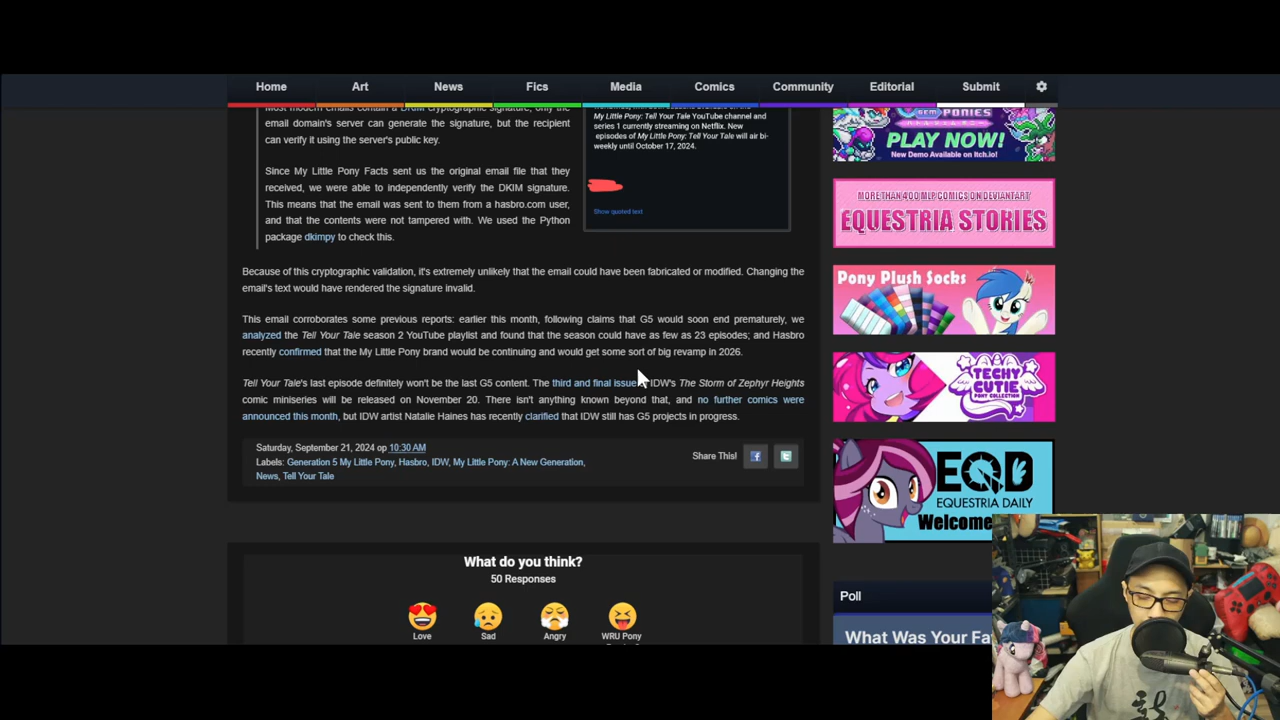 Home Art News Fics Media Comics Community Editorial Submit
email domain's server can generate the signature, but the recipient
can verify it using the server's public key.
Since My Little Pony Facts sent us the original email file that they
received, we were able to independently verify the DKIM signature.
This means that the email was sent to them from a hasbro.com user,
and that the contents were not tampered with. We used the Python
package dkimpy to check this.
My Little Pony: Tell Your Tale YouTube channel and
series 1 currently streaming on Netflix. New
episodes of My Little Pony: Tell Your Tale will air bi-
weekly until October 17, 2024.
Show quoted text
Because of this cryptographic validation, it's extremely unlikely that the email could have been fabricated or modified. Changing the
email's text would have rendered the signature invalid.
This email corroborates some previous reports: earlier this month, following claims that G5 would soon end prematurely, we
analyzed the Tell Your Tale season 2 YouTube playlist and found that the season could have as few as 23 episodes; and Hasbro
recently confirmed that the My Little Pony brand would be continuing and would get some sort of big revamp in 2026.
Tell Your Tale's last episode definitely won't be the last G5 content. The third and final issue IDW's The Storm of Zephyr Heights
comic miniseries will be released on November 20. There isn't anything known beyond that, and no further comics were
announced this month, but IDW artist Natalie Haines has recently clarified that IDW still has G5 projects in progress.
Saturday, September 21, 2024 op 10:30 AM
Labels: Generation 5 My Little Pony, Hasbro, IDW, My Little Pony: A New Generation,
News, Tell Your Tale
Share This!
What do you think?
50 Responses
Love Sad Angry WRU Pony
PONIES
PLAY NOW!
New Demo Available on Itch.io!
MORE THAN 400 MLP COMICS ON DEVIANTART
EQUESTRIA STORIES
Pony Plush Socks
TECHY
CUTIE
PONY COLLECTION
EQD
EQUESTRIA DAILY
Welcome
Poll
What Was Your Fa